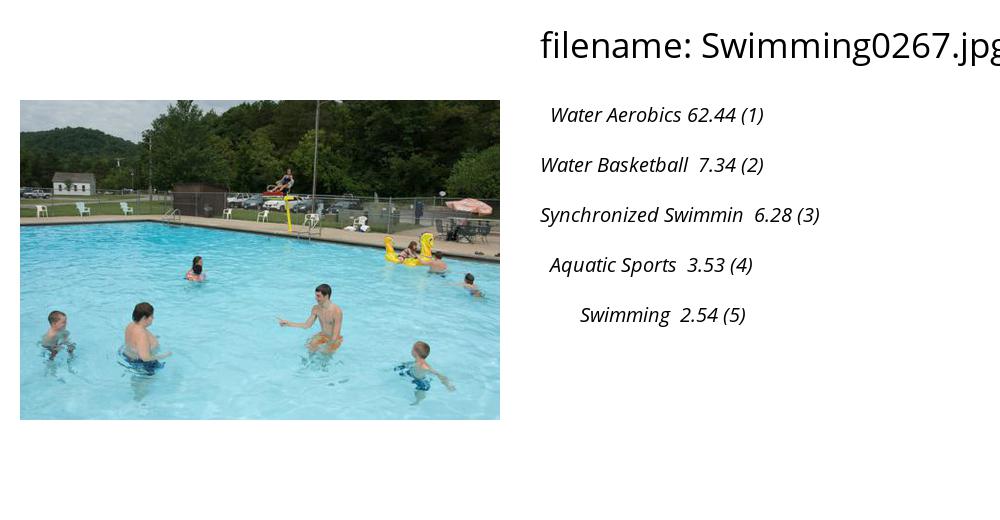 filename: Swimming0267.jpg
Water Aerobics 62.44 (1)
Water Basketball 7.34 (2)
Synchronized Swimmin 6.28 (3)
Aquatic Sports 3.53 (4)
Swimming 2.54 (5)